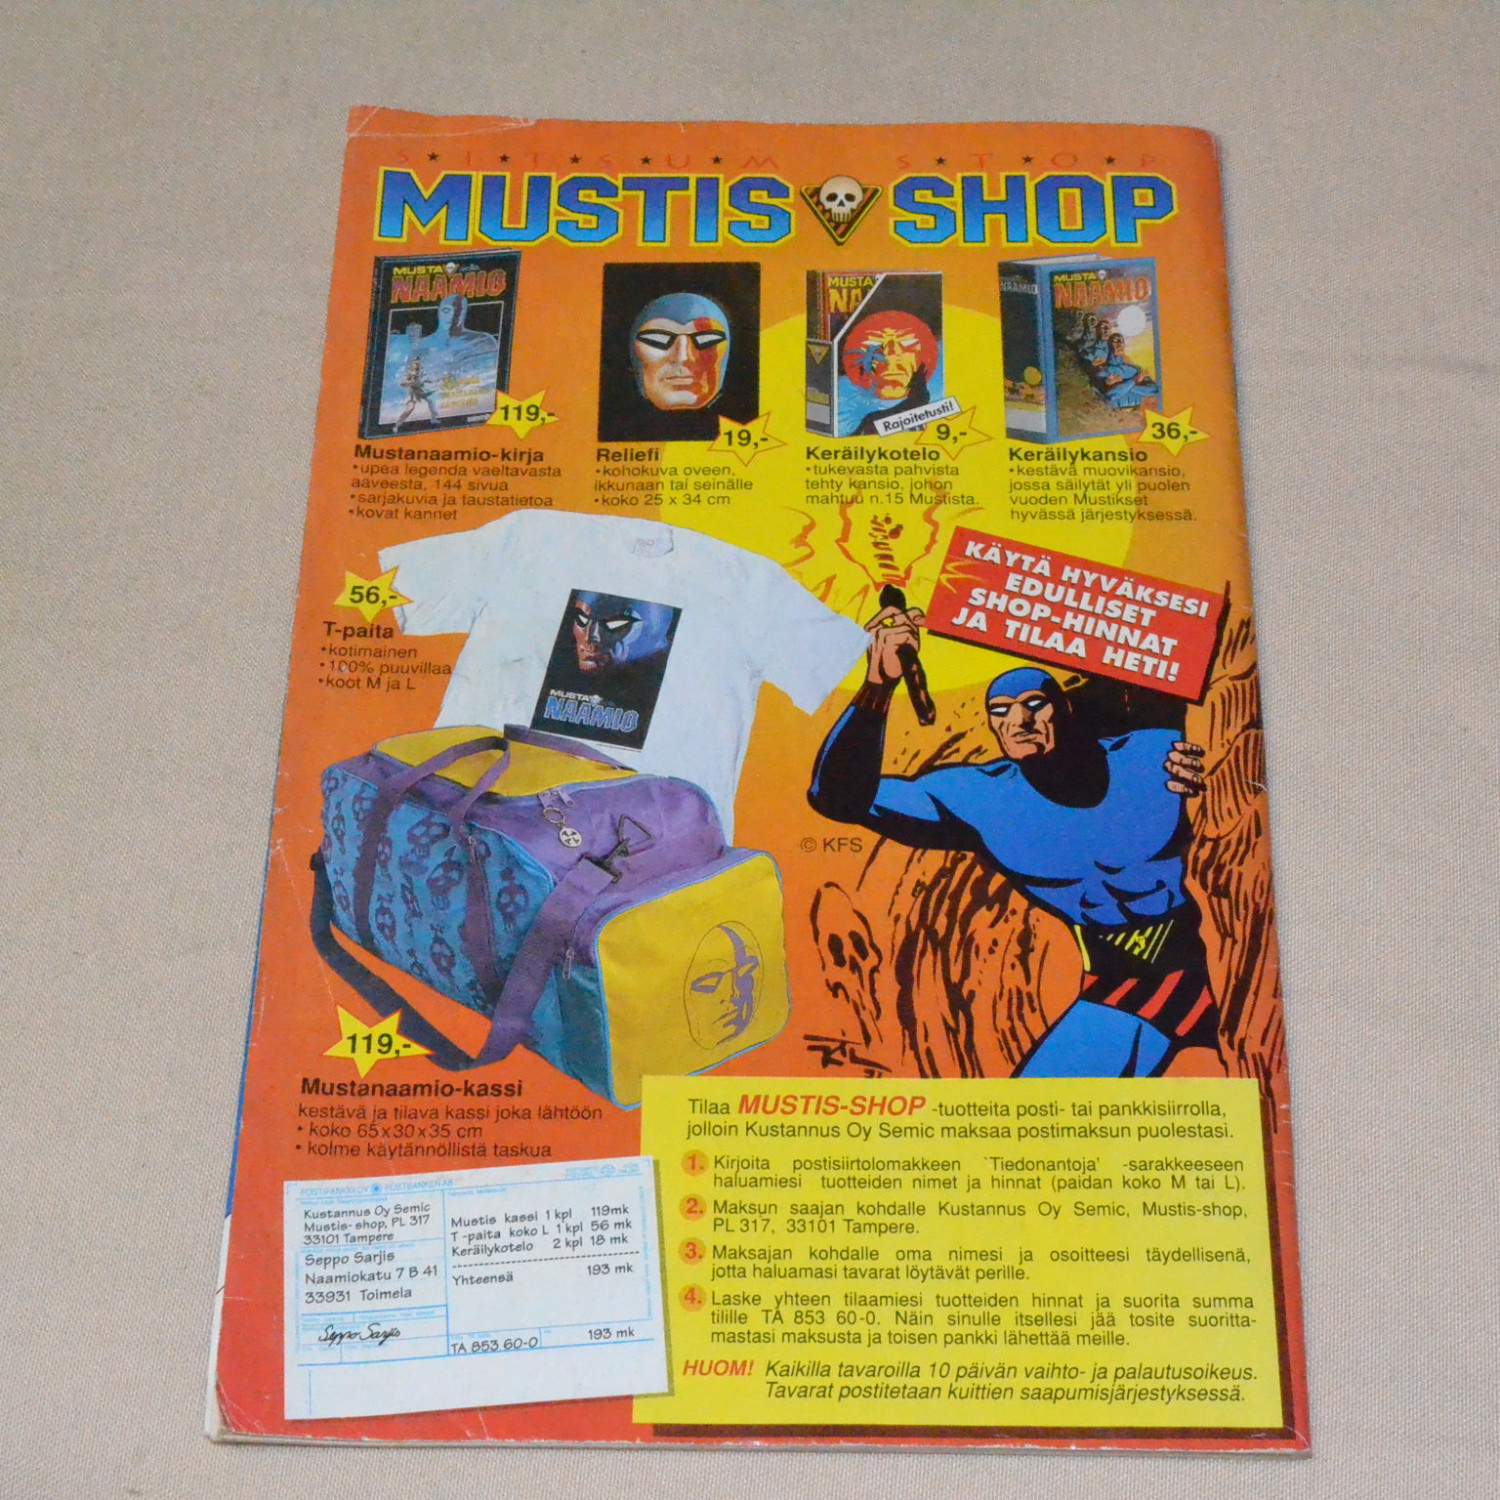 S★I★T★S★U★M S★T★O★P
MUSTIS SHOP
MUSTA
NAAMIO
MUSTA
NA
NAAMIO
MUSTA
NAAMIO
Rajoitetusti!
119,-
19,-
9,-
36,-
Mustanaamio-kirja
• upea legenda vaeltavasta
aaveesta, 144 sivua
• sarjakuvia ja taustatietoa
• kovat kannet
Reliefi
• kohokuva oveen,
ikkunaan tai seinälle
• koko 25 x 34 cm
Keräilykotelo
• tukevasta pahvista
tehty kansio, johon
mahtuu n.15 Mustista.
Keräilykansio
• kestävä muovikansio,
jossa säilytät yli puolen
vuoden Mustikset
hyvässä järjestyksessä.
KÄYTÄ HYVÄKSESI
EDULLISET
SHOP-HINNAT
JA TILAA HETI!
56,-
T-paita
• kotimainen
• 100% puuvillaa
• koot M ja L
MUSTA
NAAMIO
© KFS
119,-
Mustanaamio-kassi
kestävä ja tilava kassi joka lähtöön
• koko 65x30x35 cm
• kolme käytännöllistä taskua
POSTIPANKKI OY POSTBANKEN AB
Kustannus Oy Semic
Mustis-shop, PL 317
33101 Tampere
Seppo Sarjis
Naamiokatu 7 B 41
33931 Toimela
Seppo Sarjis
Mustis kassi 1 kpl 119mk
T-paita koko L 1 kpl 56 mk
Keräilykotelo 2 kpl 18 mk
Yhteensä 193 mk
TA 853 60-0 193 mk
Tilaa MUSTIS-SHOP -tuotteita posti- tai pankkisiirrolla,
jolloin Kustannus Oy Semic maksaa postimaksun puolestasi.
1. Kirjoita postisiirtolomakkeen `Tiedonantoja' -sarakkeeseen
haluamiesi tuotteiden nimet ja hinnat (paidan koko M tai L).
2. Maksun saajan kohdalle Kustannus Oy Semic, Mustis-shop,
PL 317, 33101 Tampere.
3. Maksajan kohdalle oma nimesi ja osoitteesi täydellisenä,
jotta haluamasi tavarat löytävät perille.
4. Laske yhteen tilaamiesi tuotteiden hinnat ja suorita summa
tilille TA 853 60-0. Näin sinulle itsellesi jää tosite suoritta-
mastasi maksusta ja toisen pankki lähettää meille.
HUOM! Kaikilla tavaroilla 10 päivän vaihto- ja palautusoikeus.
Tavarat postitetaan kuittien saapumisjärjestyksessä.